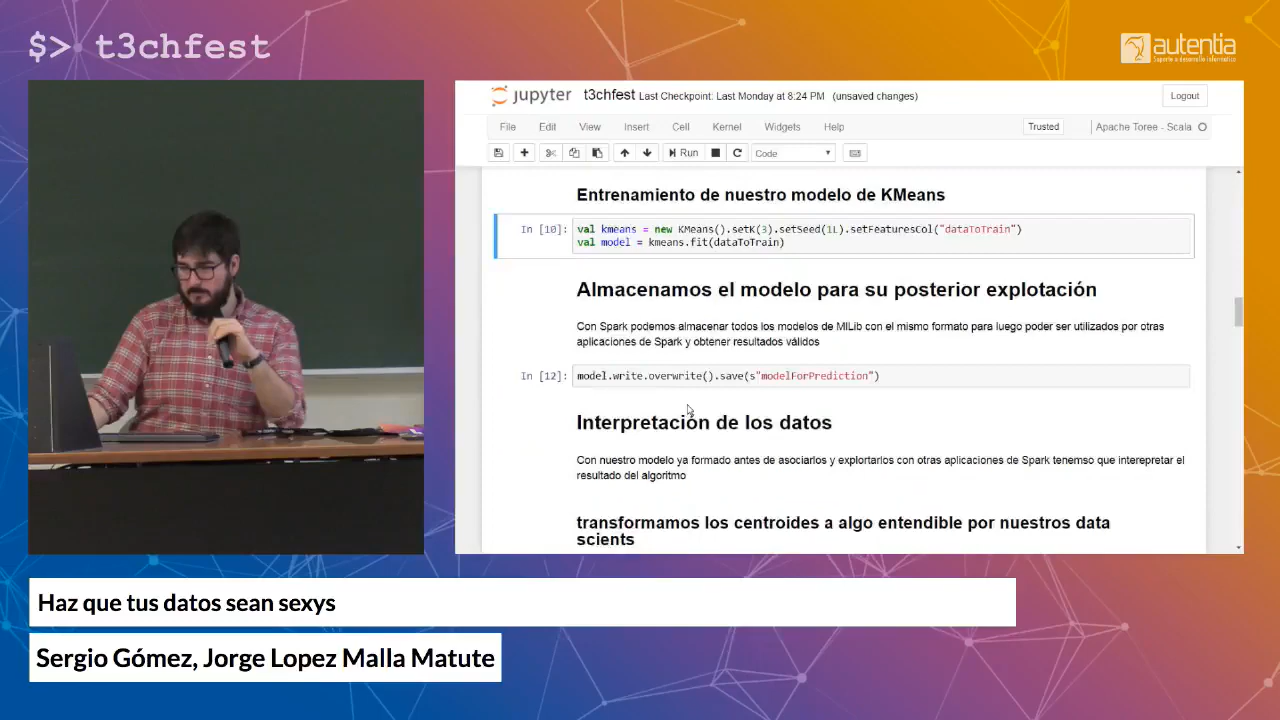 $> t3chfest
autentia
Soporte a desarrollo informático
jupyter t3chfest Last Checkpoint: Last Monday at 8:24 PM (unsaved changes)
Logout
File Edit View Insert Cell Kernel Widgets Help
Trusted
Apache Toree - Scala
Run
Code
Entrenamiento de nuestro modelo de KMeans
In [10]: val kmeans = new KMeans().setK(3).setSeed(1L).setFeaturesCol("dataToTrain")
val model = kmeans.fit(dataToTrain)
Almacenamos el modelo para su posterior explotación
Con Spark podemos almacenar todos los modelos de MlLib con el mismo formato para luego poder ser utilizados por otras
aplicaciones de Spark y obtener resultados válidos
In [12]: model.write.overwrite().save(s"modelForPrediction")
Interpretación de los datos
Con nuestro modelo ya formado antes de asociarlos y explortarlos con otras aplicaciones de Spark tenemso que interepretar el
resultado del algoritmo
transformamos los centroides a algo entendible por nuestros data
scients
Haz que tus datos sean sexys
Sergio Gómez, Jorge Lopez Malla Matute